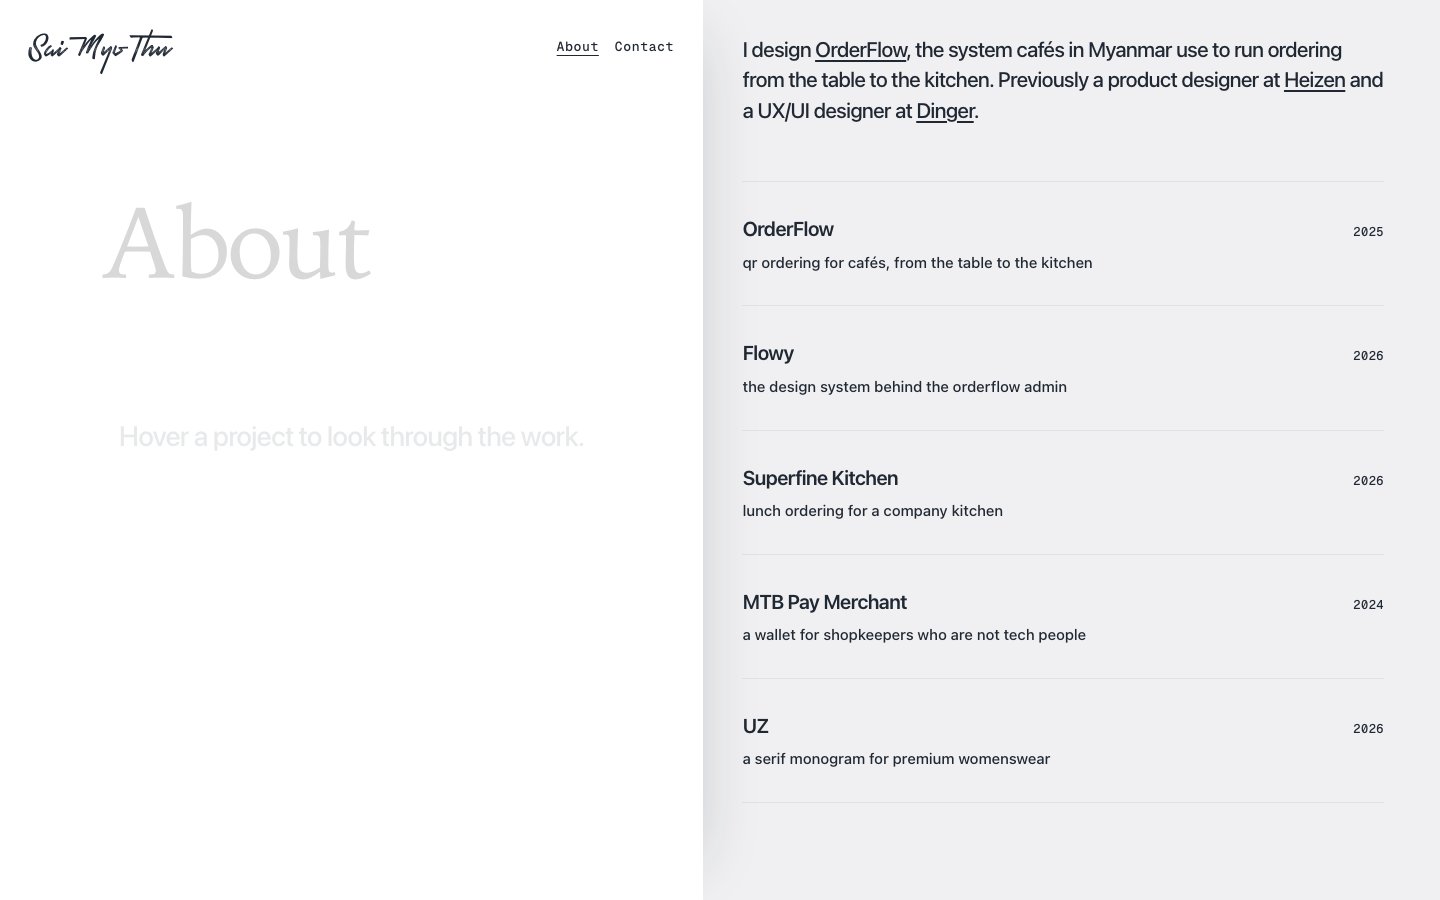 Sai Myo Thu
About Contact
About
Hover a project to look through the work.
I design OrderFlow, the system cafés in Myanmar use to run ordering
from the table to the kitchen. Previously a product designer at Heizen and
a UX/UI designer at Dinger.
OrderFlow 2025
qr ordering for cafés, from the table to the kitchen
Flowy 2026
the design system behind the orderflow admin
Superfine Kitchen 2026
lunch ordering for a company kitchen
MTB Pay Merchant 2024
a wallet for shopkeepers who are not tech people
UZ 2026
a serif monogram for premium womenswear